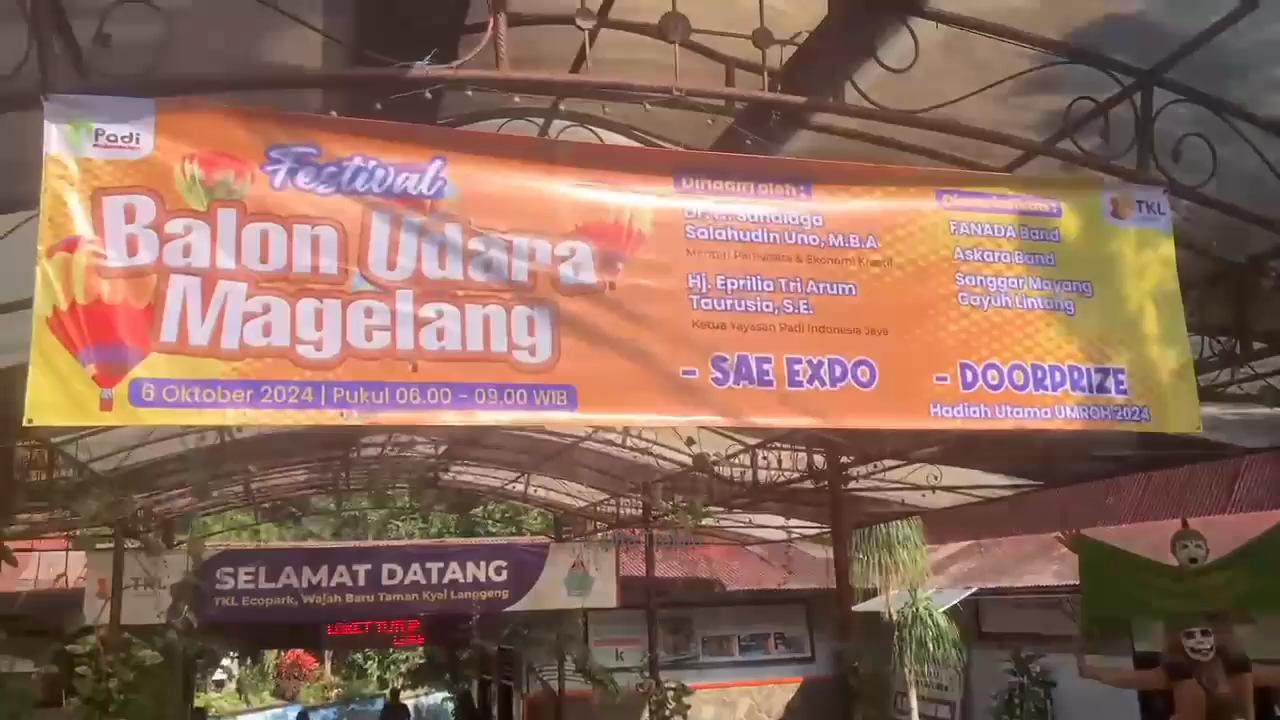 Padi
Festival
Balon Udara
Magelang
6 Oktober 2024 | Pukul 06.00 - 09.00 WIB
Dihadiri oleh :
Salahudin Uno, M.B.A
Menteri Pariwisata & Ekonomi Kreatif
Hj. Eprilia Tri Arum
Taurusia, S.E.
Ketua Yayasan Padi Indonesia Jaya
- SAE EXPO
TKL
FANADA Band
Askara Band
Sanggar Mayang
Cayuh Lintang
- DOORPRIZE
Hadiah Utama UMROH 2024
TKL
SELAMAT DATANG
TKL Ecopark, Wajah Baru Taman Kyai Langgeng
LOKET TUTUP
k